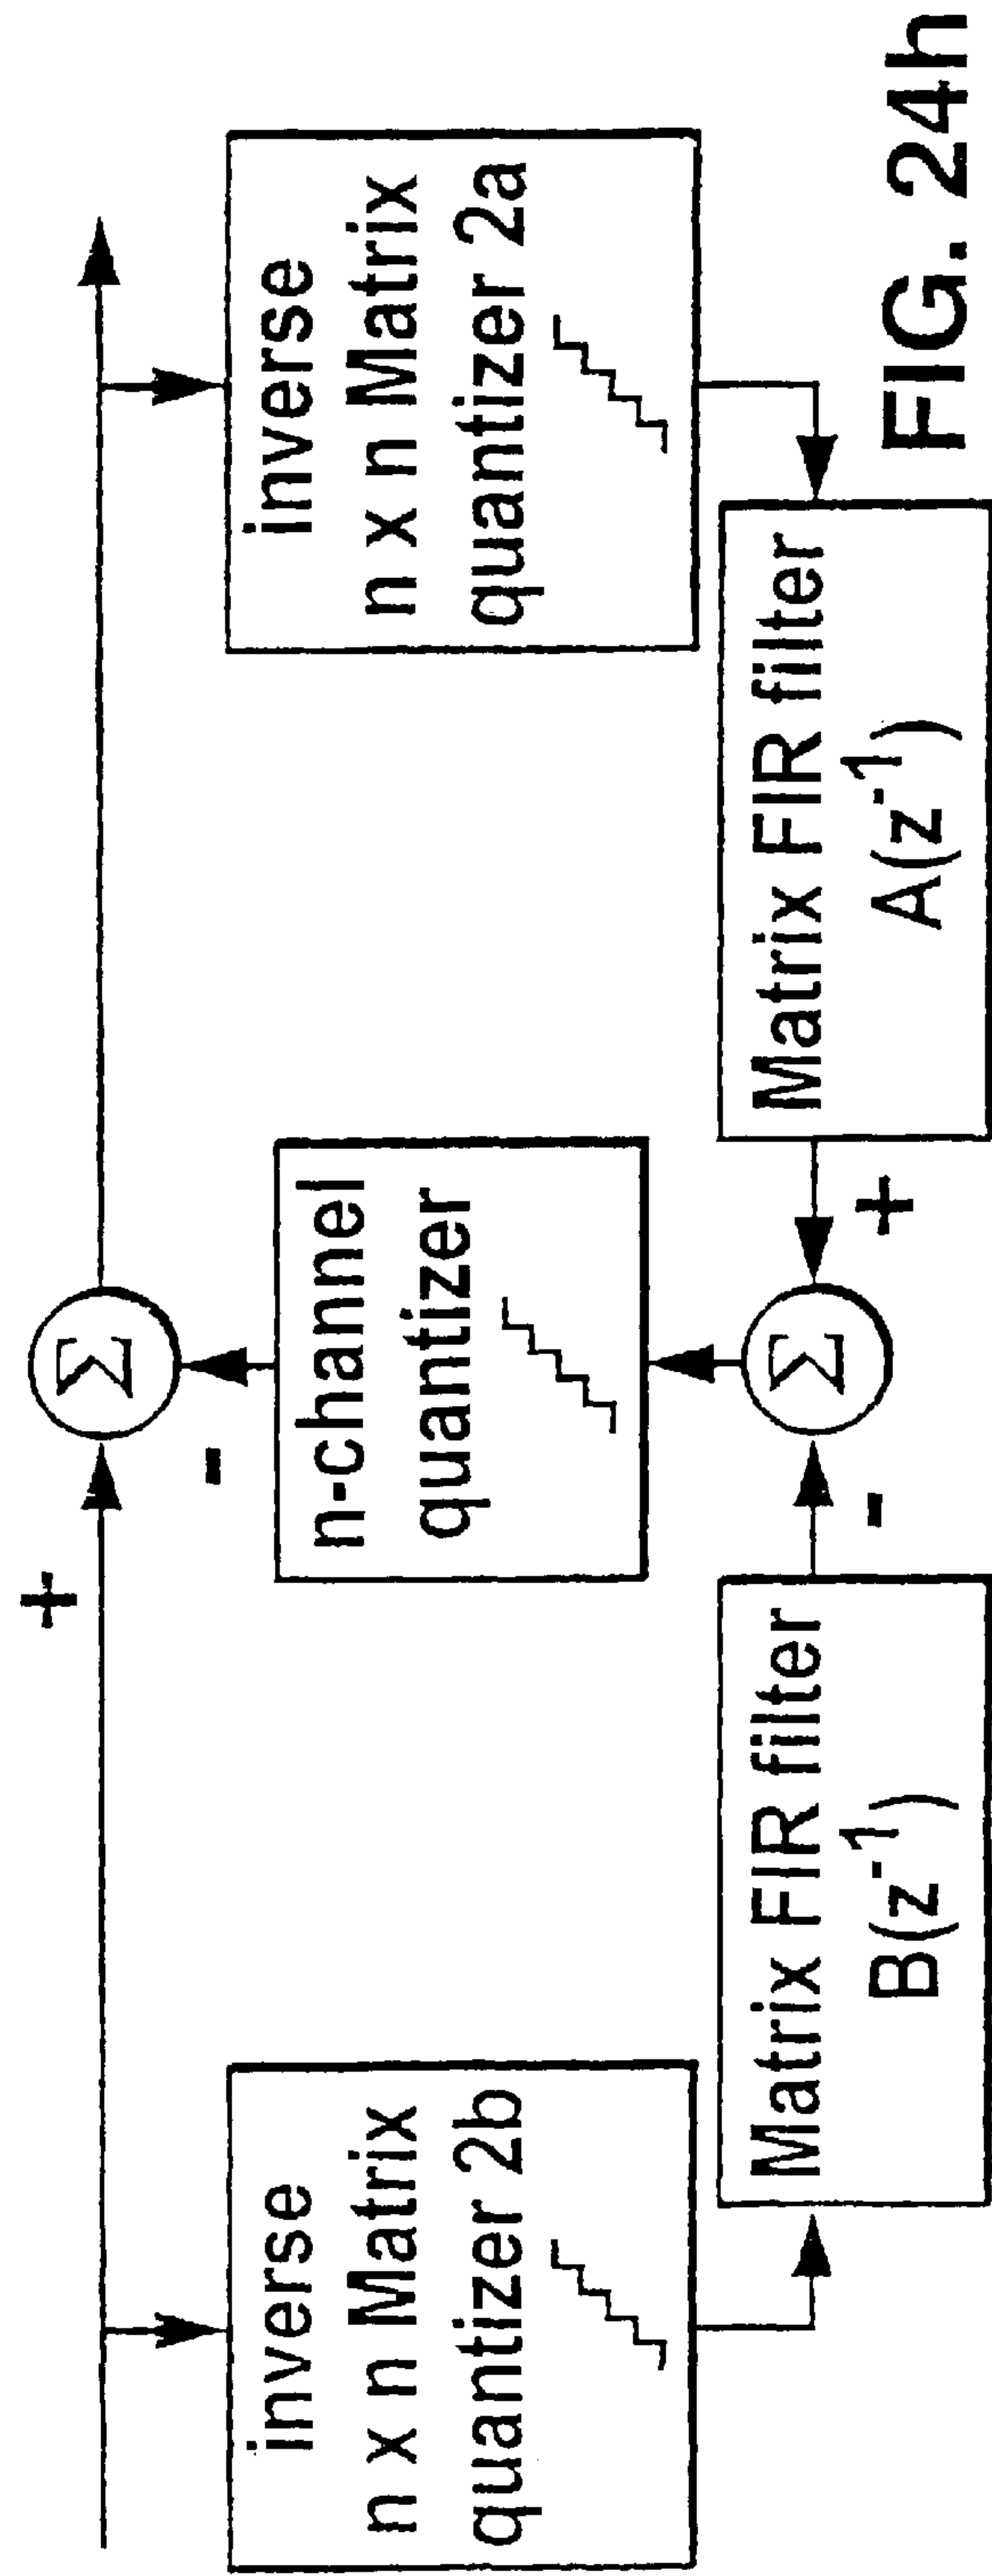 +
-
inverse
n x n Matrix
quantizer 2b
n-channel
quantizer
inverse
n x n Matrix
quantizer 2a
Matrix FIR filter
B(z⁻¹)
-
Σ
Σ
+
Matrix FIR filter
A(z⁻¹)
FIG. 24h